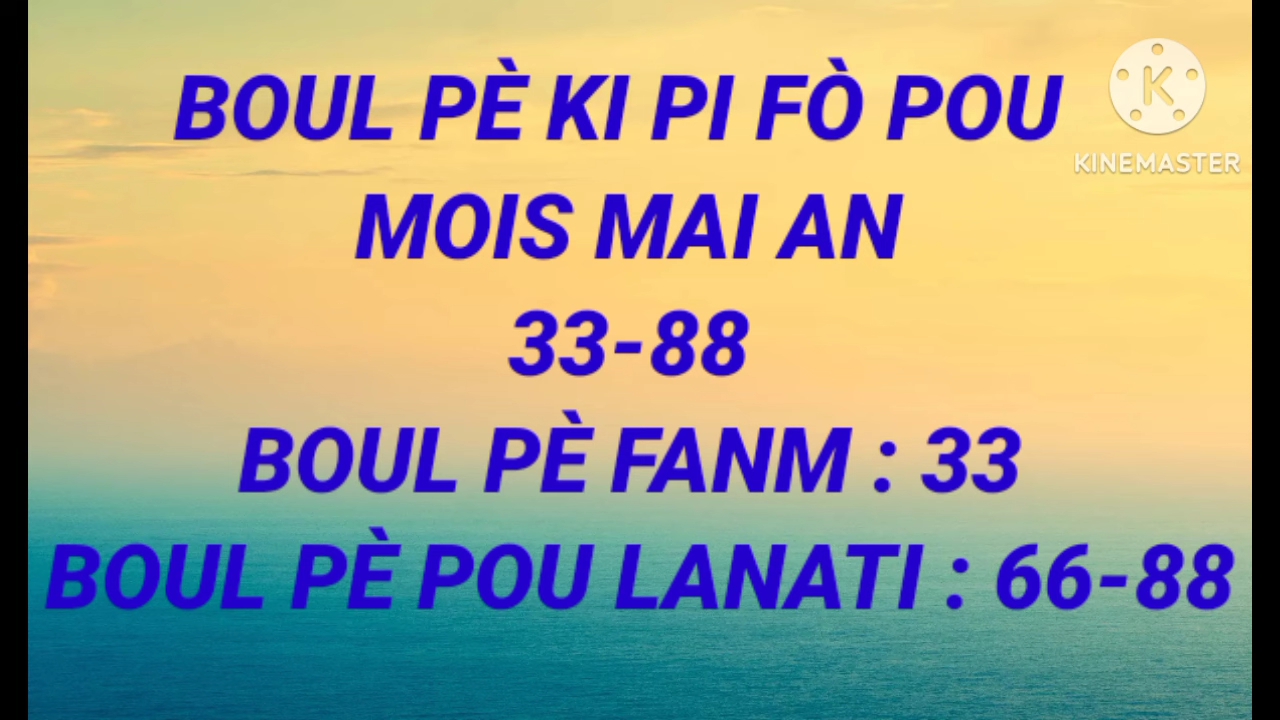 BOUL PÈ KI PI FÒ POU
MOIS MAI AN
33-88
BOUL PÈ FANM : 33
BOUL PÈ POU LANATI : 66-88
K
KINEMASTER